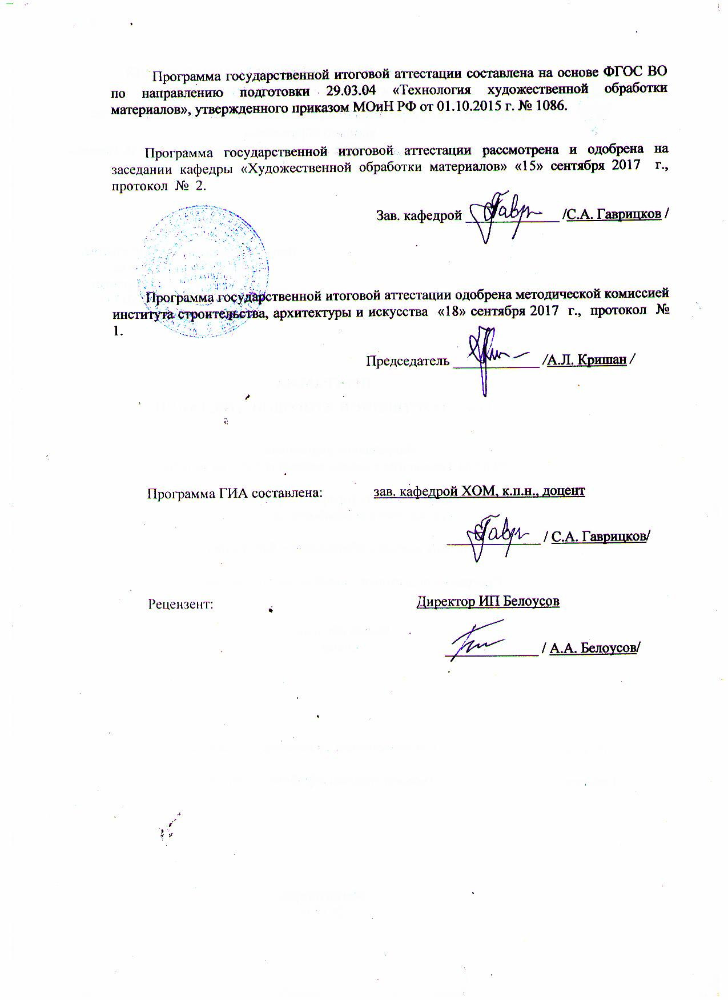 Программа государственной итоговой аттестации составлена на основе ФГОС ВО
по направлению подготовки 29.03.04 «Технология художественной обработки
материалов», утвержденного приказом МОиН РФ от 01.10.2015 г. № 1086.
Программа государственной итоговой аттестации рассмотрена и одобрена на
заседании кафедры «Художественной обработки материалов» «15» сентября 2017 г.,
протокол № 2.
Зав. кафедрой /С.А. Гаврицков /
Программа государственной итоговой аттестации одобрена методической комиссией
института строительства, архитектуры и искусства «18» сентября 2017 г., протокол №
1.
Председатель /А.Л. Кришан /
Программа ГИА составлена: зав. кафедрой ХОМ, к.п.н., доцент
/ С.А. Гаврицков/
Рецензент: Директор ИП Белоусов
/ А.А. Белоусов/